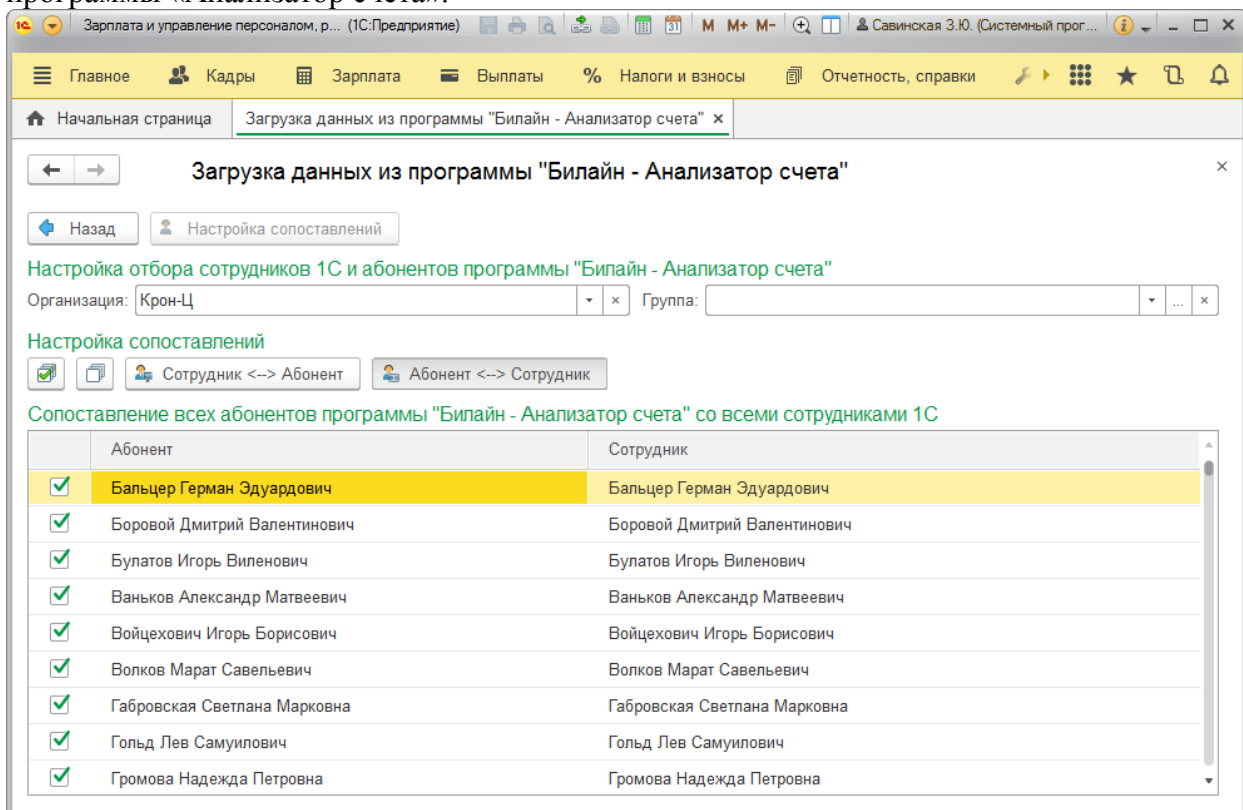 программы «Анализатор счета».
1С Зарплата и управление персоналом, р... (1С:Предприятие) 31 M M+ M- Савинская З.Ю. (Системный прог... i
Главное Кадры Зарплата Выплаты % Налоги и взносы Отчетность, справки
Начальная страница Загрузка данных из программы "Билайн - Анализатор счета" ×
Загрузка данных из программы "Билайн - Анализатор счета"
Назад Настройка сопоставлений
Настройка отбора сотрудников 1С и абонентов программы "Билайн - Анализатор счета"
Организация: Крон-Ц Группа: ...
Настройка сопоставлений
Сотрудник <--> Абонент Абонент <--> Сотрудник
Сопоставление всех абонентов программы "Билайн - Анализатор счета" со всеми сотрудниками 1С
Абонент Сотрудник
Бальцер Герман Эдуардович Бальцер Герман Эдуардович
Боровой Дмитрий Валентинович Боровой Дмитрий Валентинович
Булатов Игорь Виленович Булатов Игорь Виленович
Ваньков Александр Матвеевич Ваньков Александр Матвеевич
Войцехович Игорь Борисович Войцехович Игорь Борисович
Волков Марат Савельевич Волков Марат Савельевич
Габровская Светлана Марковна Габровская Светлана Марковна
Гольд Лев Самуилович Гольд Лев Самуилович
Громова Надежда Петровна Громова Надежда Петровна